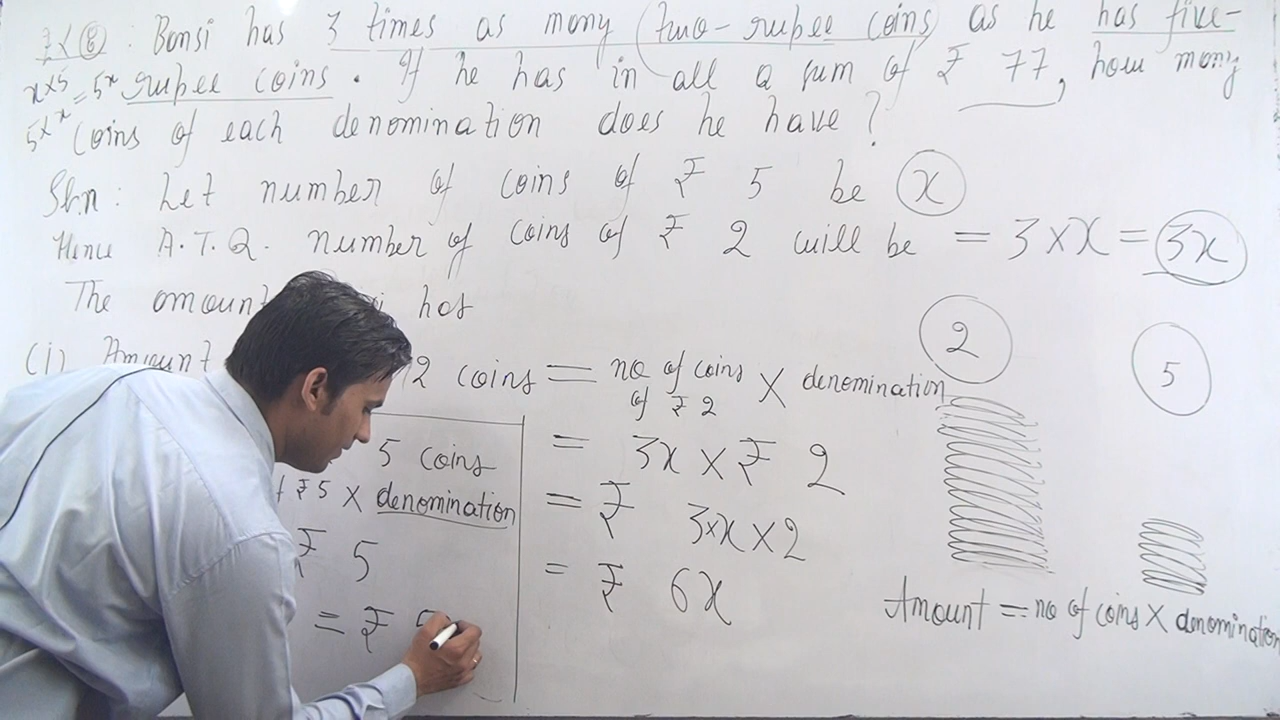 Ex 8 : Bansi has 3 times as many two-rupee coins as he has five-
x×5=5x rupee coins. If he has in all a sum of ₹ 77, how many
5×x coins of each denomination does he have?
Soln: Let number of coins of ₹ 5 be x
Hence A.T.Q. number of coins of ₹ 2 will be = 3×x = 3x
The amount has
(i) Amount 2 coins = no of coins of ₹ 2 × denomination
= 3x × ₹ 2
= ₹ 3×x×2
= ₹ 6x
5 coins
₹5 × denomination
₹ 5
= ₹
2
5
Amount = no of coins × denomination